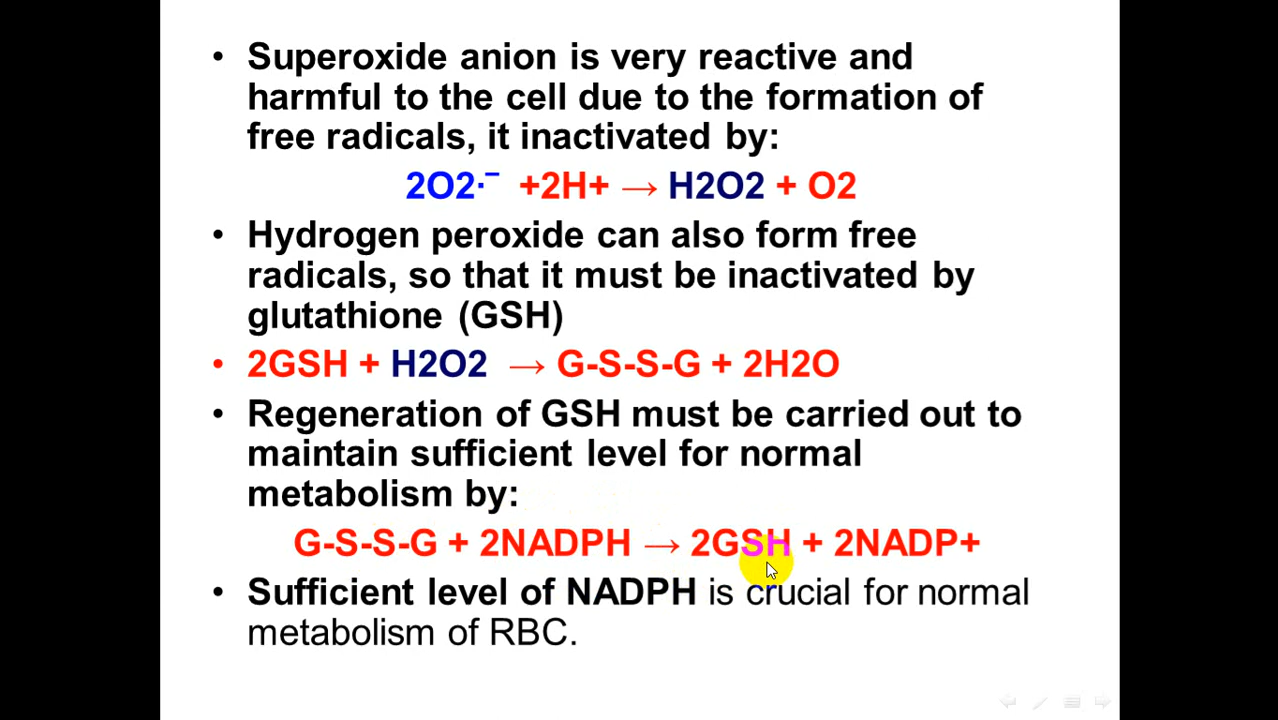 • Superoxide anion is very reactive and
harmful to the cell due to the formation of
free radicals, it inactivated by:
2O2·⁻ +2H+ → H2O2 + O2
• Hydrogen peroxide can also form free
radicals, so that it must be inactivated by
glutathione (GSH)
• 2GSH + H2O2 → G-S-S-G + 2H2O
• Regeneration of GSH must be carried out to
maintain sufficient level for normal
metabolism by:
G-S-S-G + 2NADPH → 2GSH + 2NADP+
• Sufficient level of NADPH is crucial for normal
metabolism of RBC.